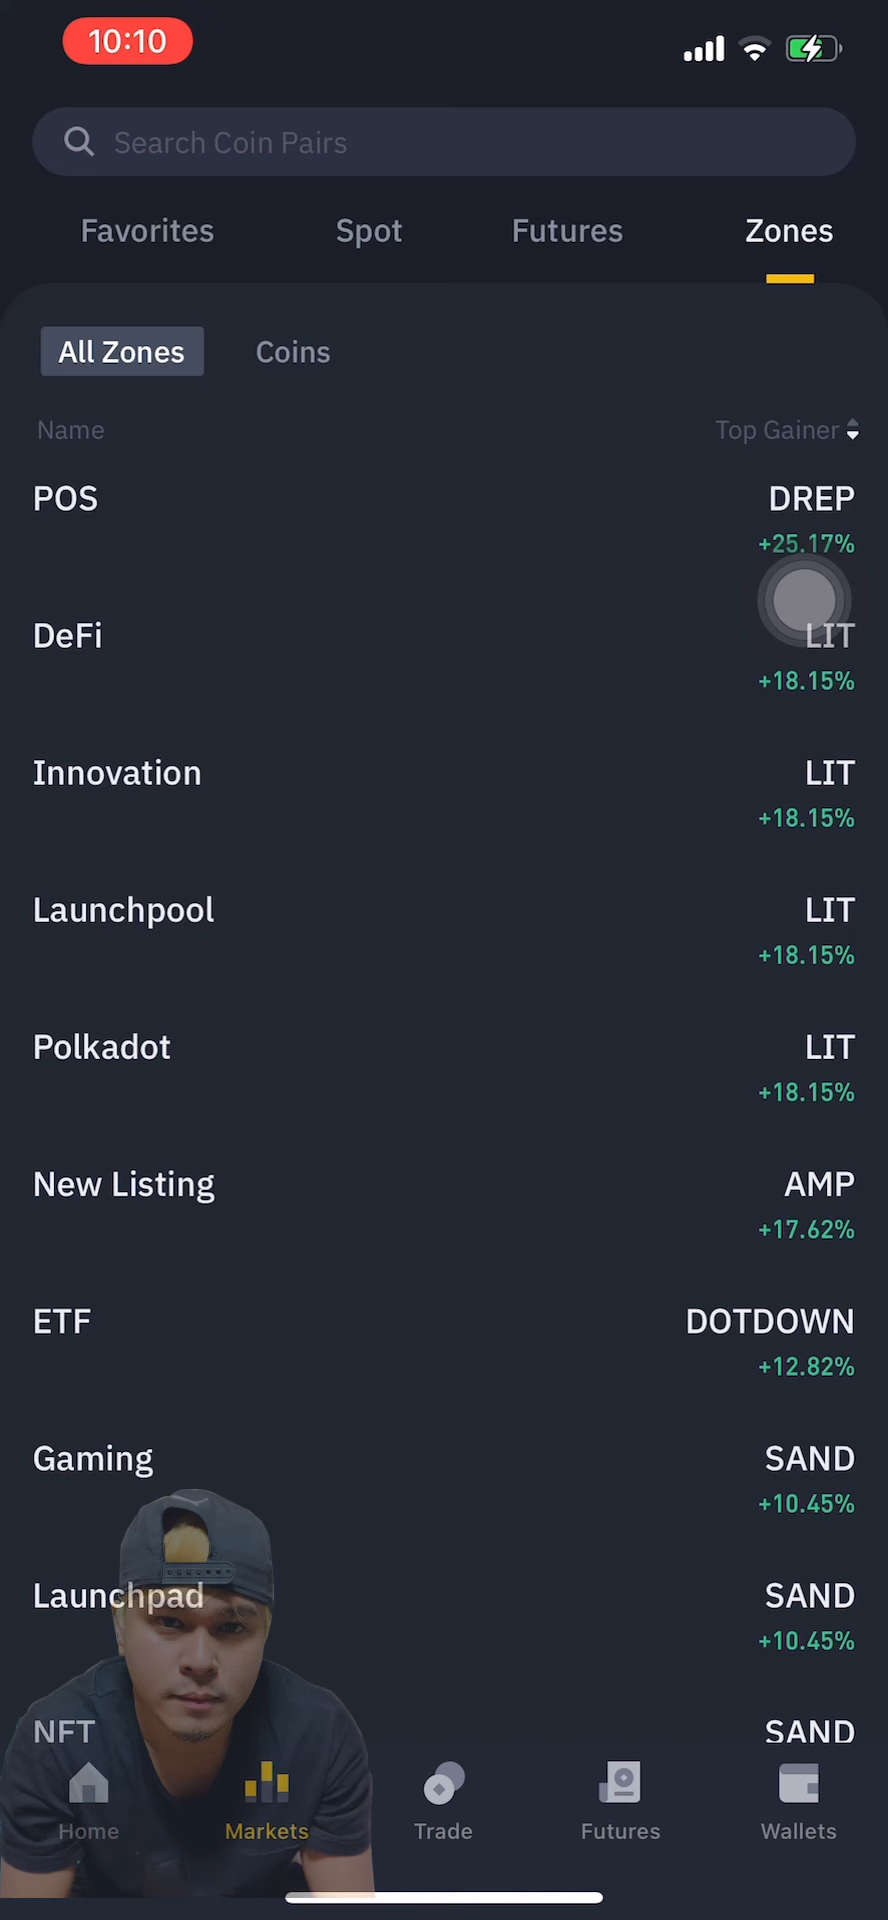 10:10
Search Coin Pairs
Favorites Spot Futures Zones
All Zones Coins
Name Top Gainer
POS DREP
+25.17%
DeFi LIT
+18.15%
Innovation LIT
+18.15%
Launchpool LIT
+18.15%
Polkadot LIT
+18.15%
New Listing AMP
+17.62%
ETF DOTDOWN
+12.82%
Gaming SAND
+10.45%
Launchpad SAND
+10.45%
NFT SAND
Home Markets Trade Futures Wallets